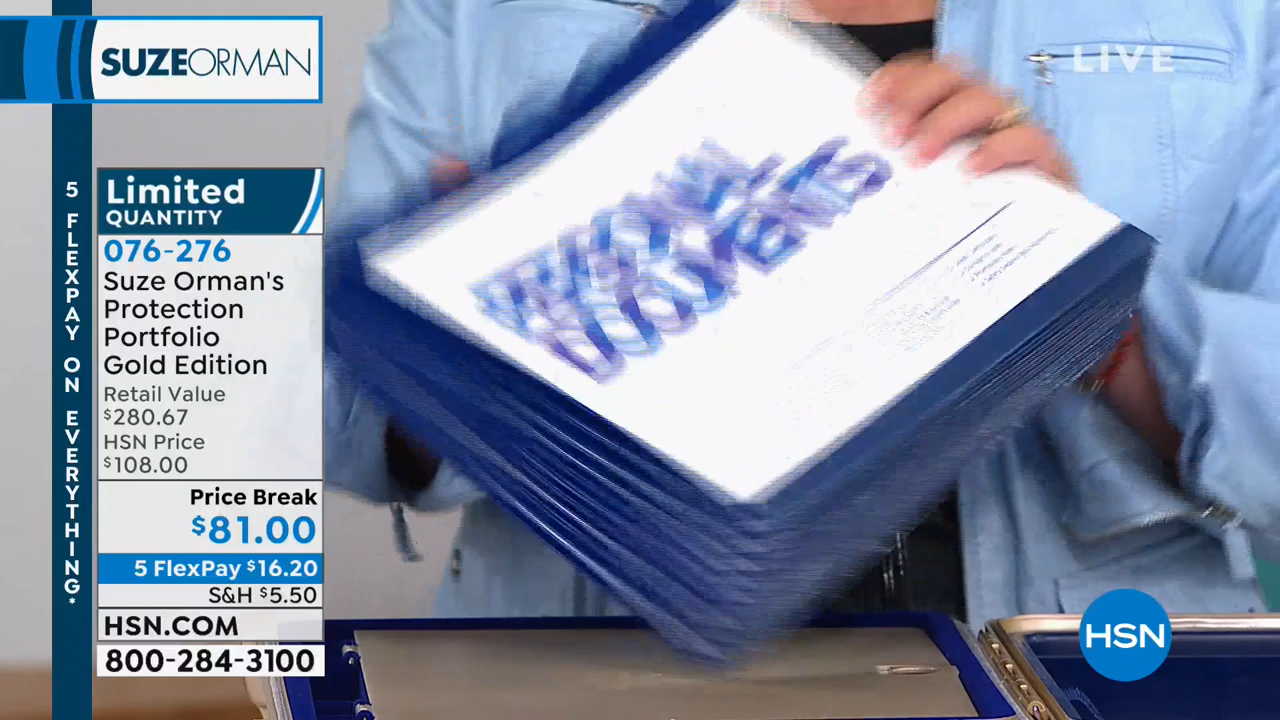 SUZEORMAN
LIVE
5 FLEXPAY ON EVERYTHING*
Limited
QUANTITY
076-276
Suze Orman's
Protection
Portfolio
Gold Edition
Retail Value
$280.67
HSN Price
$108.00
Price Break
$81.00
5 FlexPay $16.20
S&H $5.50
HSN.COM
800-284-3100
DOCUMENTS
HSN